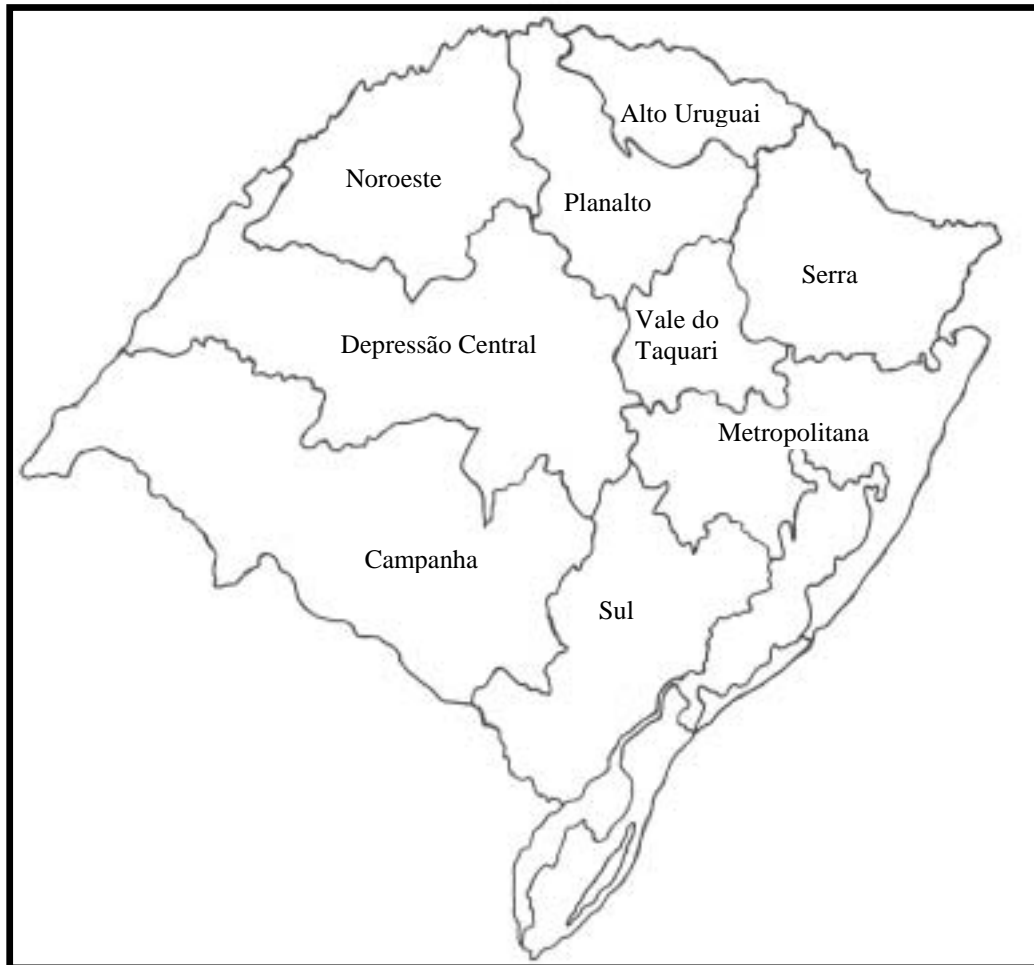 Alto Uruguai
Noroeste
Planalto
Serra
Vale do
Taquari
Depressão Central
Metropolitana
Campanha
Sul